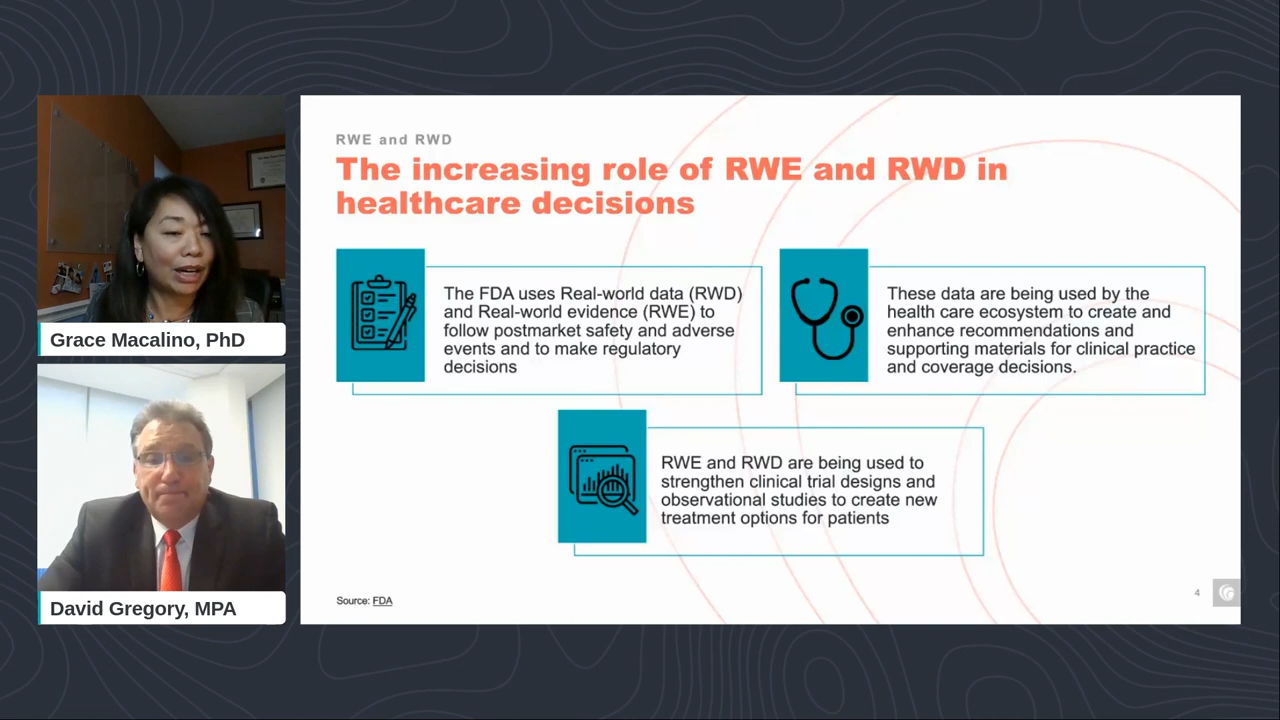 RWE and RWD
The increasing role of RWE and RWD in
healthcare decisions
The FDA uses Real-world data (RWD)
and Real-world evidence (RWE) to
follow postmarket safety and adverse
events and to make regulatory
decisions
These data are being used by the
health care ecosystem to create and
enhance recommendations and
supporting materials for clinical practice
and coverage decisions.
RWE and RWD are being used to
strengthen clinical trial designs and
observational studies to create new
treatment options for patients
Source: FDA
4
Grace Macalino, PhD
David Gregory, MPA